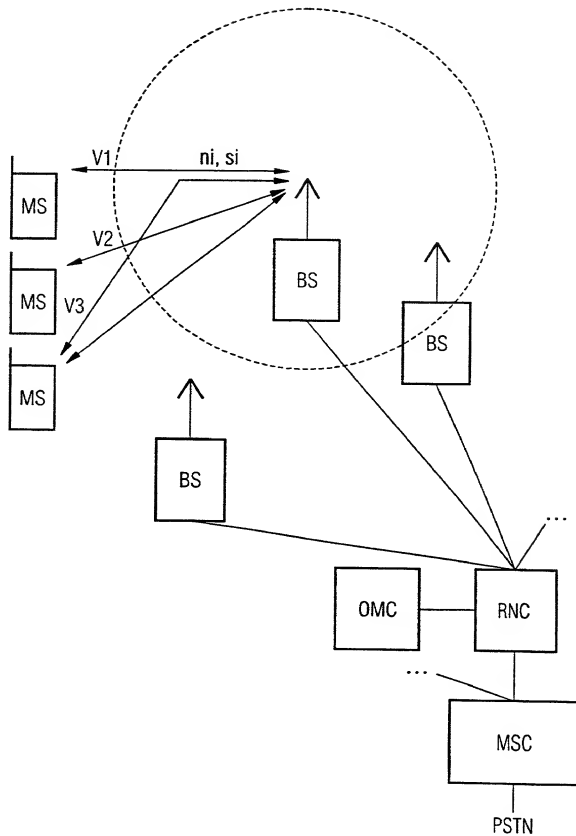 V1
ni, si
MS
V2
BS
MS
V3
BS
MS
BS
...
OMC
RNC
...
MSC
PSTN